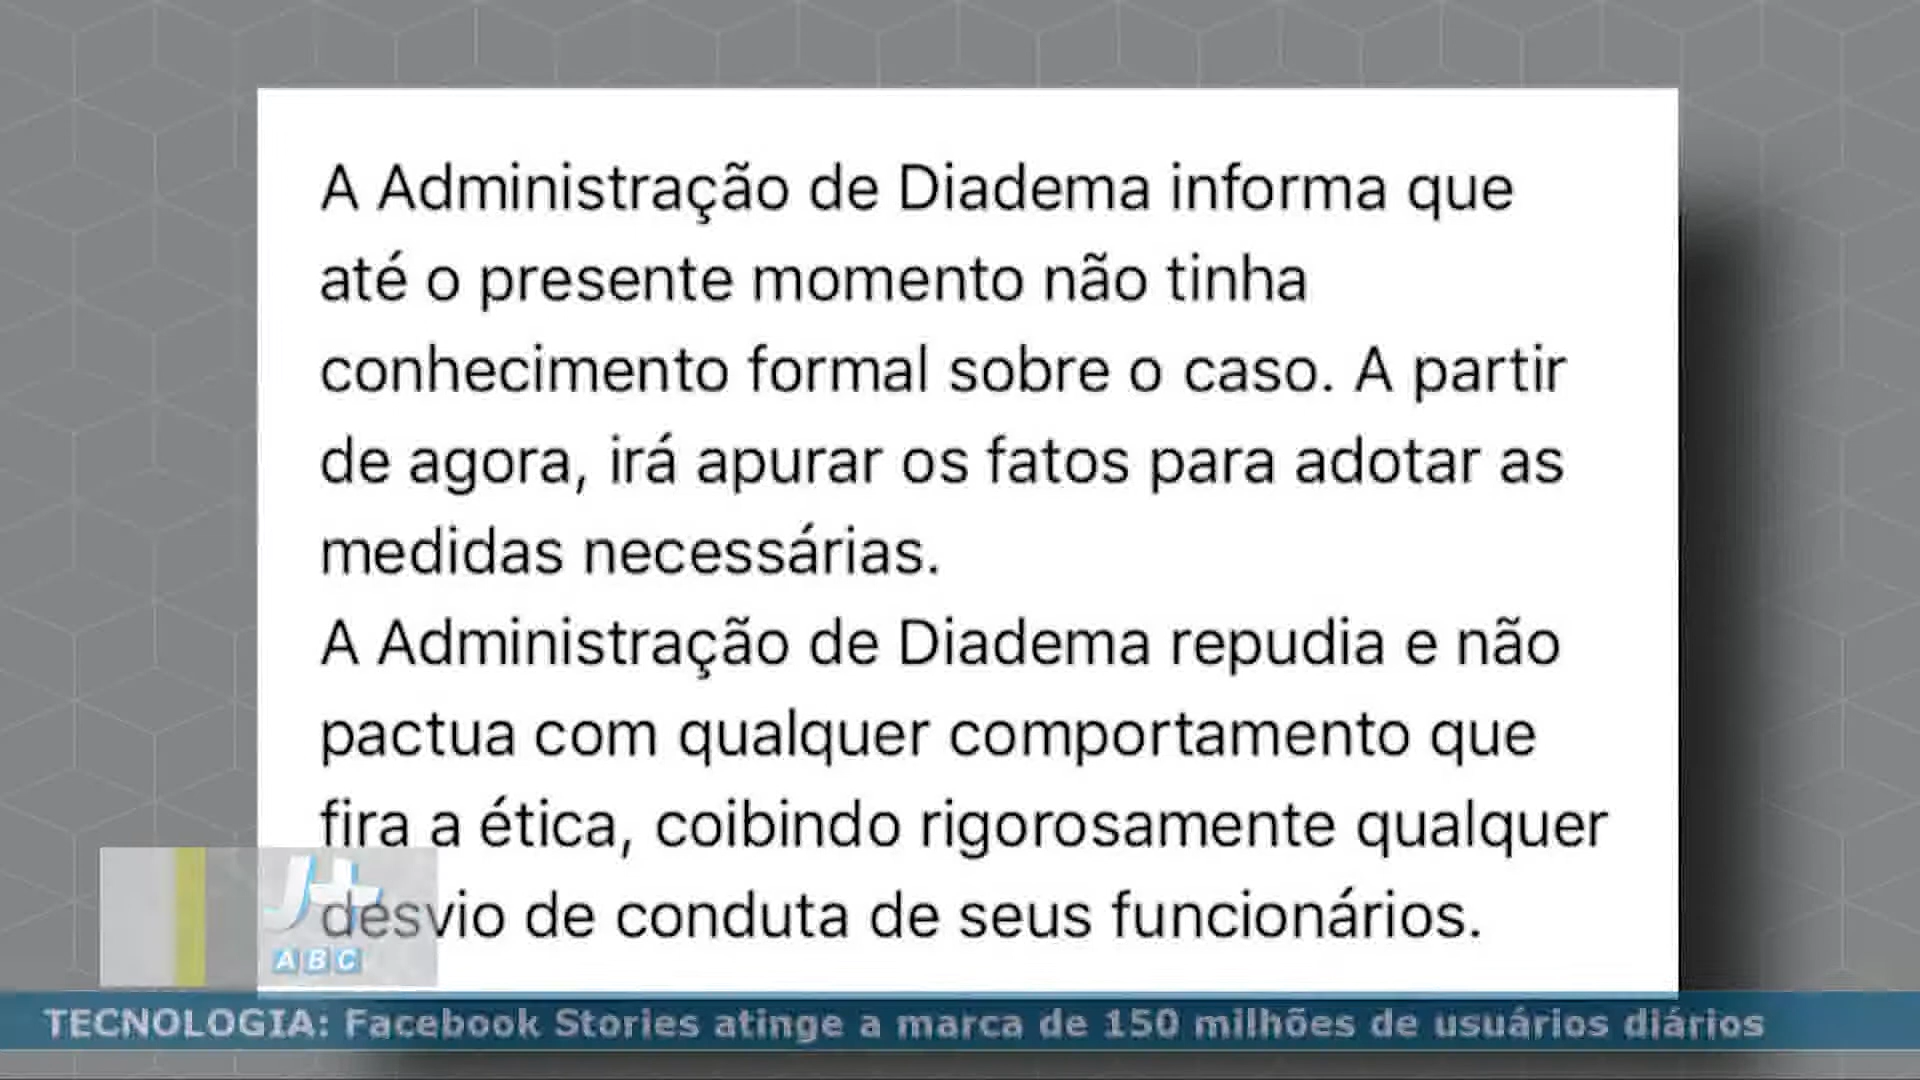 A Administração de Diadema informa que
até o presente momento não tinha
conhecimento formal sobre o caso. A partir
de agora, irá apurar os fatos para adotar as
medidas necessárias.
A Administração de Diadema repudia e não
pactua com qualquer comportamento que
fira a ética, coibindo rigorosamente qualquer
desvio de conduta de seus funcionários.
J+
ABC
TECNOLOGIA: Facebook Stories atinge a marca de 150 milhões de usuários diários